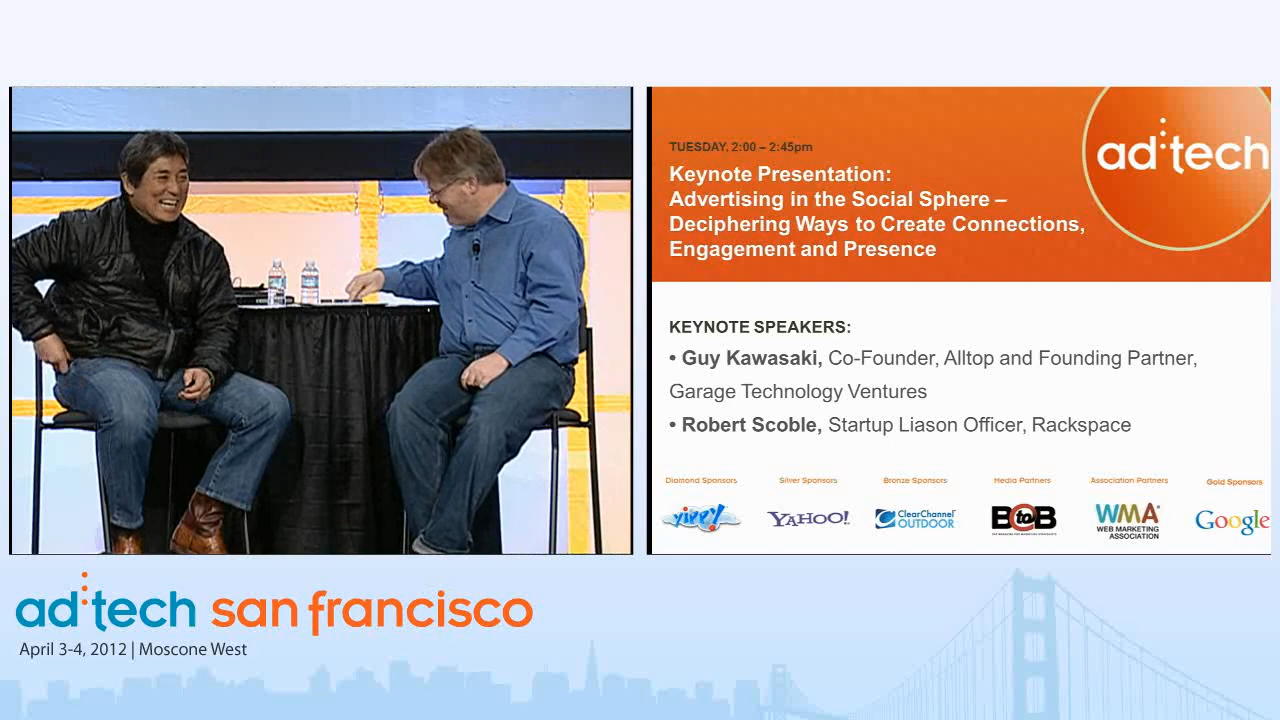 TUESDAY, 2:00 – 2:45pm
Keynote Presentation:
Advertising in the Social Sphere –
Deciphering Ways to Create Connections,
Engagement and Presence
ad:tech
KEYNOTE SPEAKERS:
• Guy Kawasaki, Co-Founder, Alltop and Founding Partner,
Garage Technology Ventures
• Robert Scoble, Startup Liason Officer, Rackspace
Diamond Sponsors
Silver Sponsors
Bronze Sponsors
Media Partners
Association Partners
Gold Sponsors
yippy!
YAHOO!
ClearChannel
OUTDOOR
BtoB
WMA
WEB MARKETING
ASSOCIATION
Google
ad:tech san francisco
April 3-4, 2012 | Moscone West